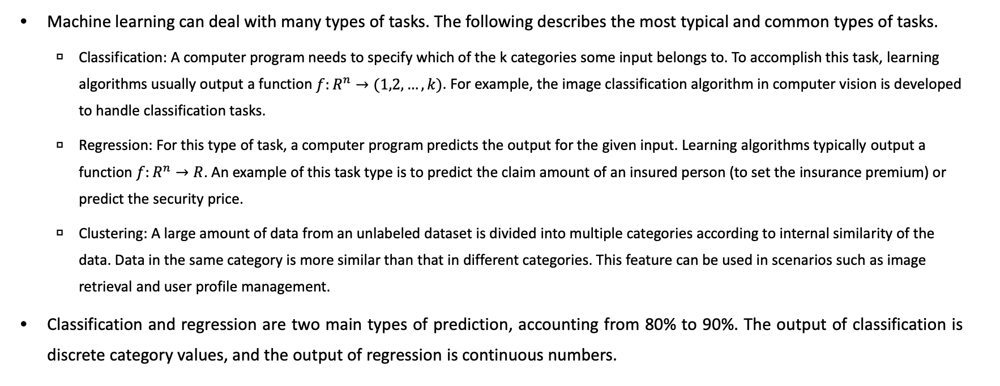 • Machine learning can deal with many types of tasks. The following describes the most typical and common types of tasks.
▫ Classification: A computer program needs to specify which of the k categories some input belongs to. To accomplish this task, learning
algorithms usually output a function 𝑓: 𝑅ⁿ → (1,2, … , 𝑘). For example, the image classification algorithm in computer vision is developed
to handle classification tasks.
▫ Regression: For this type of task, a computer program predicts the output for the given input. Learning algorithms typically output a
function 𝑓: 𝑅ⁿ → 𝑅. An example of this task type is to predict the claim amount of an insured person (to set the insurance premium) or
predict the security price.
▫ Clustering: A large amount of data from an unlabeled dataset is divided into multiple categories according to internal similarity of the
data. Data in the same category is more similar than that in different categories. This feature can be used in scenarios such as image
retrieval and user profile management.
• Classification and regression are two main types of prediction, accounting from 80% to 90%. The output of classification is
discrete category values, and the output of regression is continuous numbers.